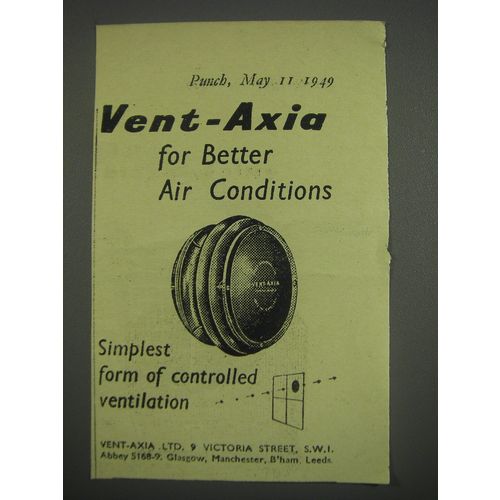 Punch, May 11 1949
Vent-Axia
for Better
Air Conditions
VENT-AXIA
Simplest
form of controlled
ventilation
VENT-AXIA LTD. 9 VICTORIA STREET, S.W.1.
Abbey 5168-9. Glasgow, Manchester, B'ham, Leeds.